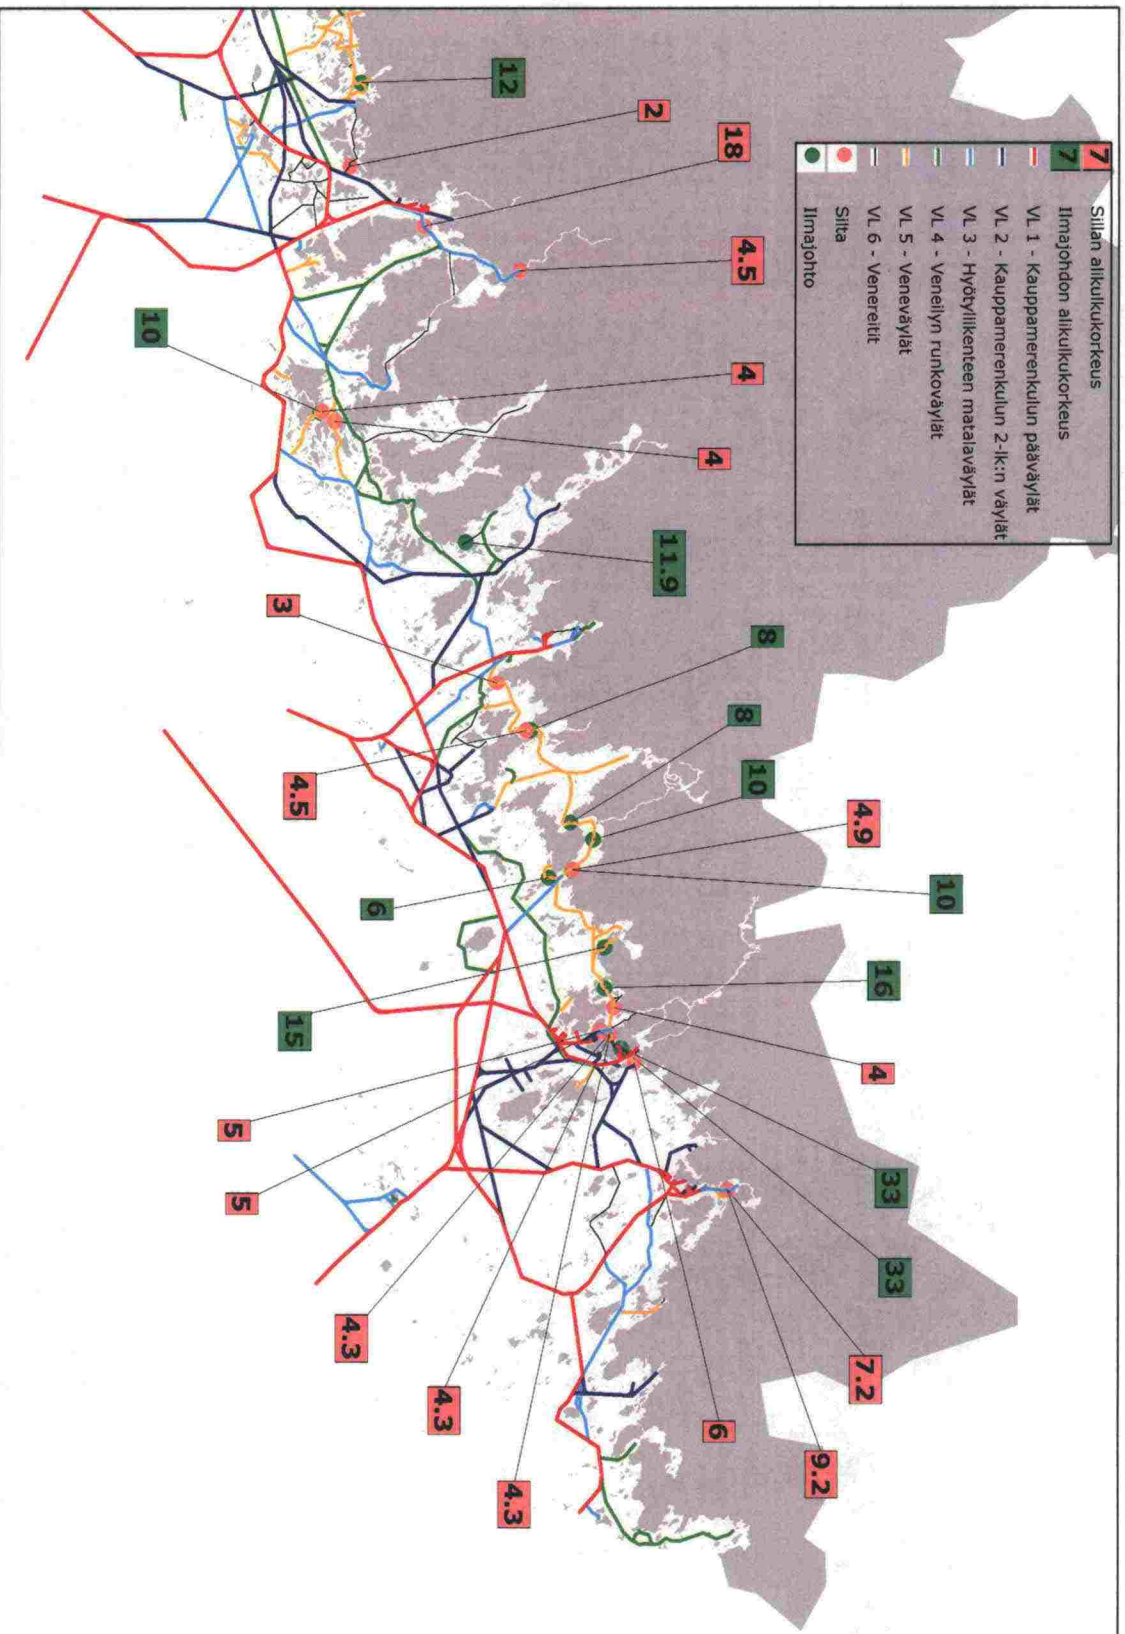 7 Sillan alikulkukorkeus
7 Ilmajohdon alikulkukorkeus
VL 1 - Kauppamerenkulun pääväylät
VL 2 - Kauppamerenkulun 2-lk:n väylät
VL 3 - Hyötyliikenteen matalaväylät
VL 4 - Veneilyn runkoväylät
VL 5 - Veneväylät
VL 6 - Venereitit
Silta
Ilmajohto
10
33
33
16
4
7.2
4.9
9.2
8
10
4.5
4
8
18
6
4
11.9
2
4.3
12
4.3
6
4.3
4.5
15
3
5
5
10